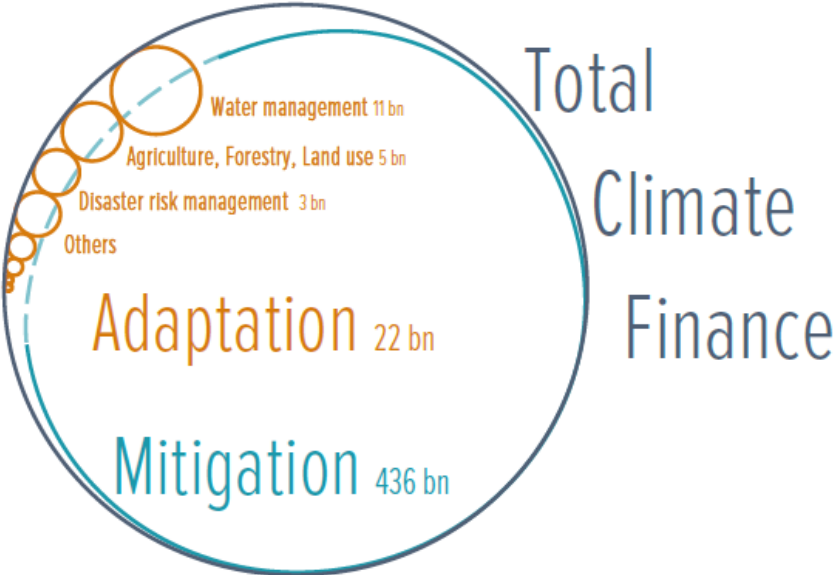 Total
Climate
Finance
Water management 11 bn
Agriculture, Forestry, Land use 5 bn
Disaster risk management 3 bn
Others
Adaptation 22 bn
Mitigation 436 bn